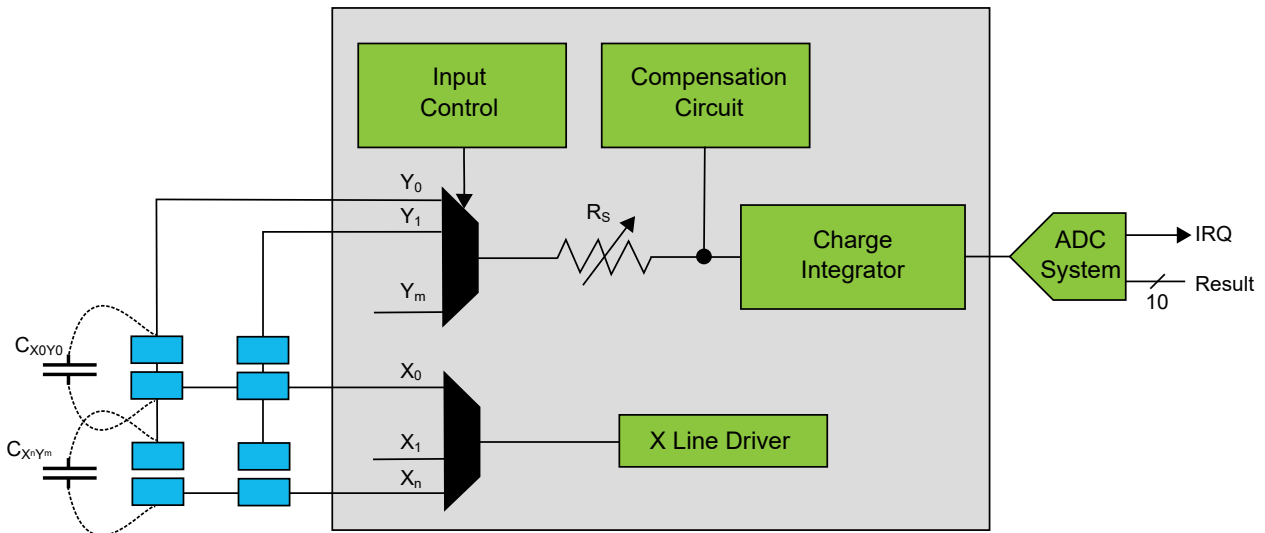 Input
Control
Compensation
Circuit
Y0
Y1
Ym
RS
Charge
Integrator
ADC
System
IRQ
Result
10
CX0Y0
CXnYm
X0
X1
Xn
X Line Driver